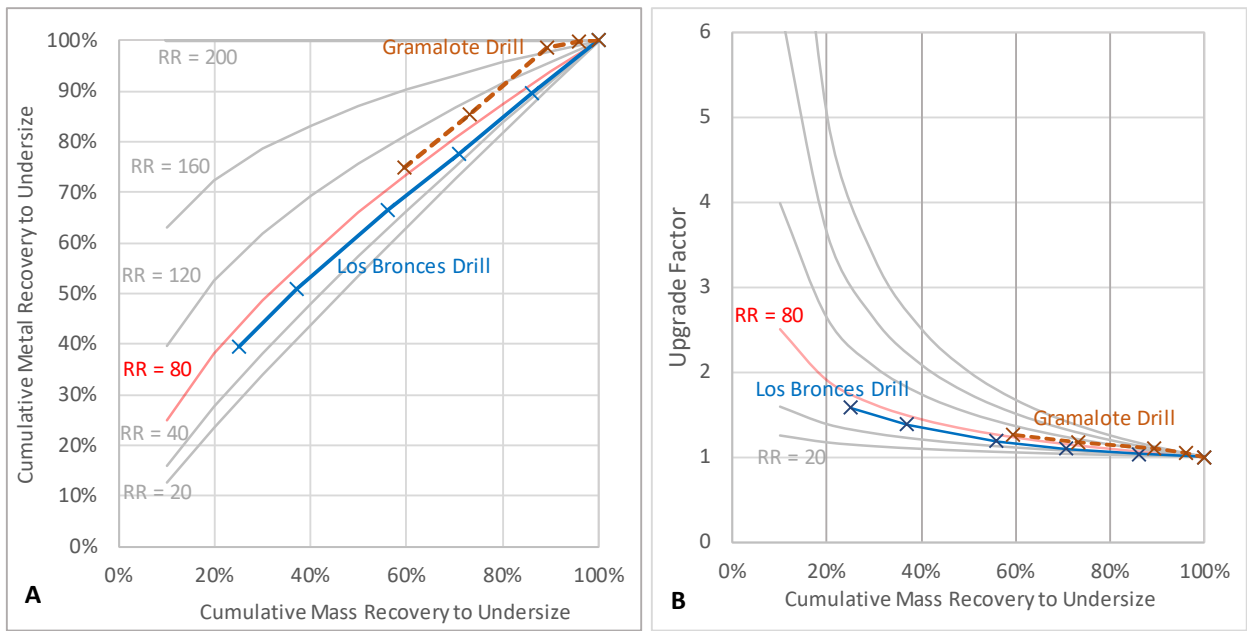 100%
90%
80%
70%
60%
50%
40%
30%
20%
10%
0%
Cumulative Metal Recovery to Undersize
RR = 200
RR = 160
RR = 120
RR = 80
RR = 40
RR = 20
Gramalote Drill
Los Bronces Drill
0% 20% 40% 60% 80% 100%
Cumulative Mass Recovery to Undersize
A
6
5
4
3
2
1
0
Upgrade Factor
RR = 80
Los Bronces Drill
Gramalote Drill
RR = 20
0% 20% 40% 60% 80% 100%
Cumulative Mass Recovery to Undersize
B